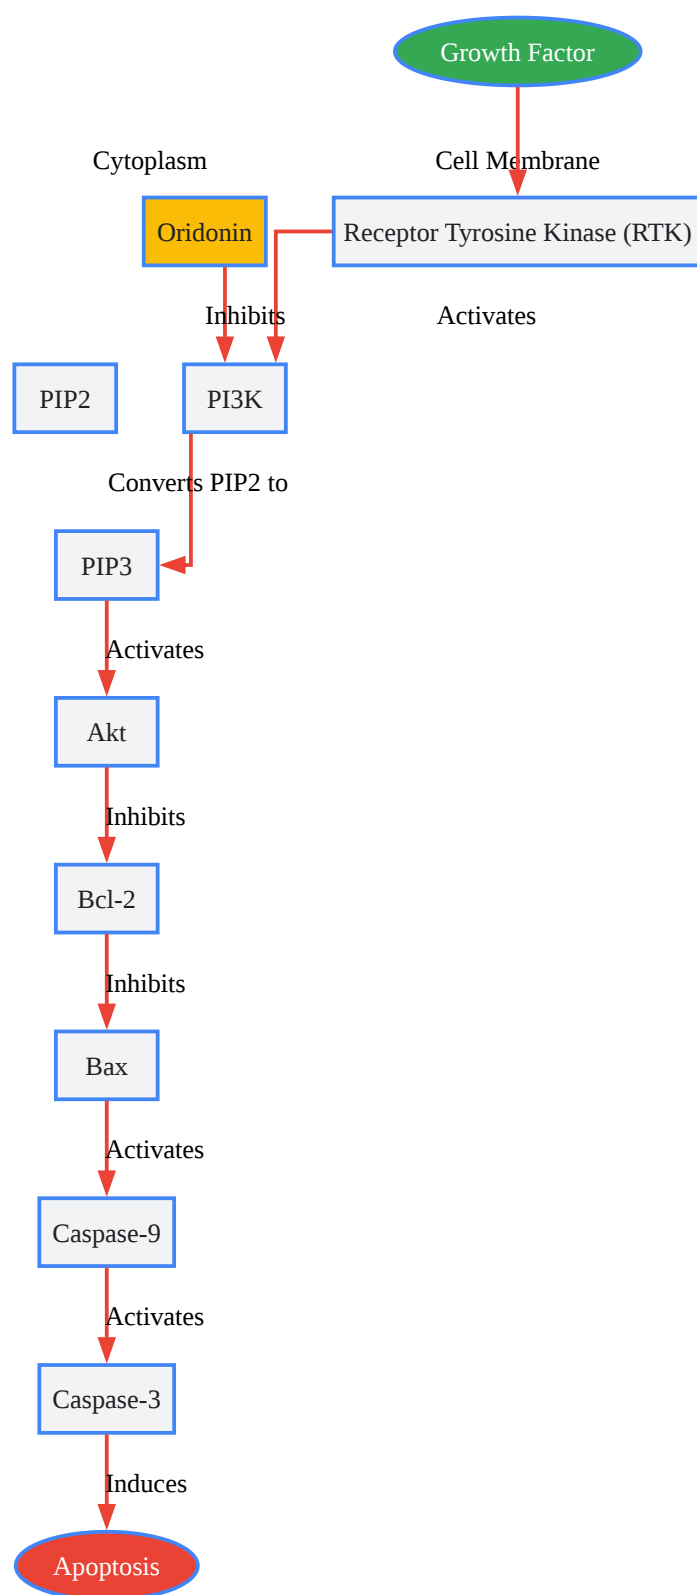 Growth Factor
Cytoplasm
Cell Membrane
Oridonin
Receptor Tyrosine Kinase (RTK)
Inhibits
Activates
PIP2
PI3K
Converts PIP2 to
PIP3
Activates
Akt
Inhibits
Bcl-2
Inhibits
Bax
Activates
Caspase-9
Activates
Caspase-3
Induces
Apoptosis